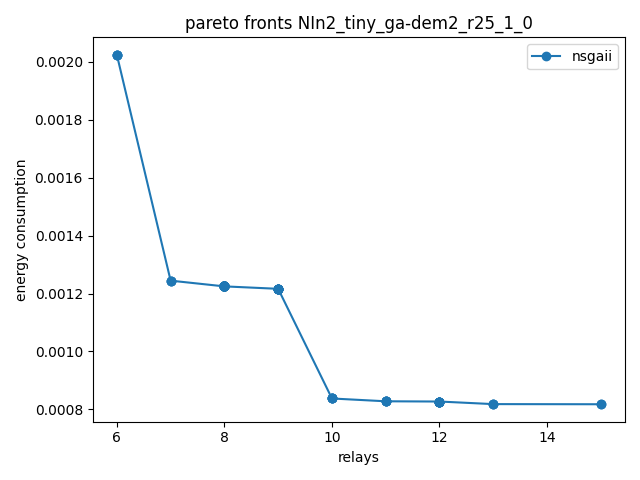 pareto fronts NIn2_tiny_ga-dem2_r25_1_0
nsgaii
energy consumption
0.0020
0.0018
0.0016
0.0014
0.0012
0.0010
0.0008
6 8 10 12 14
relays